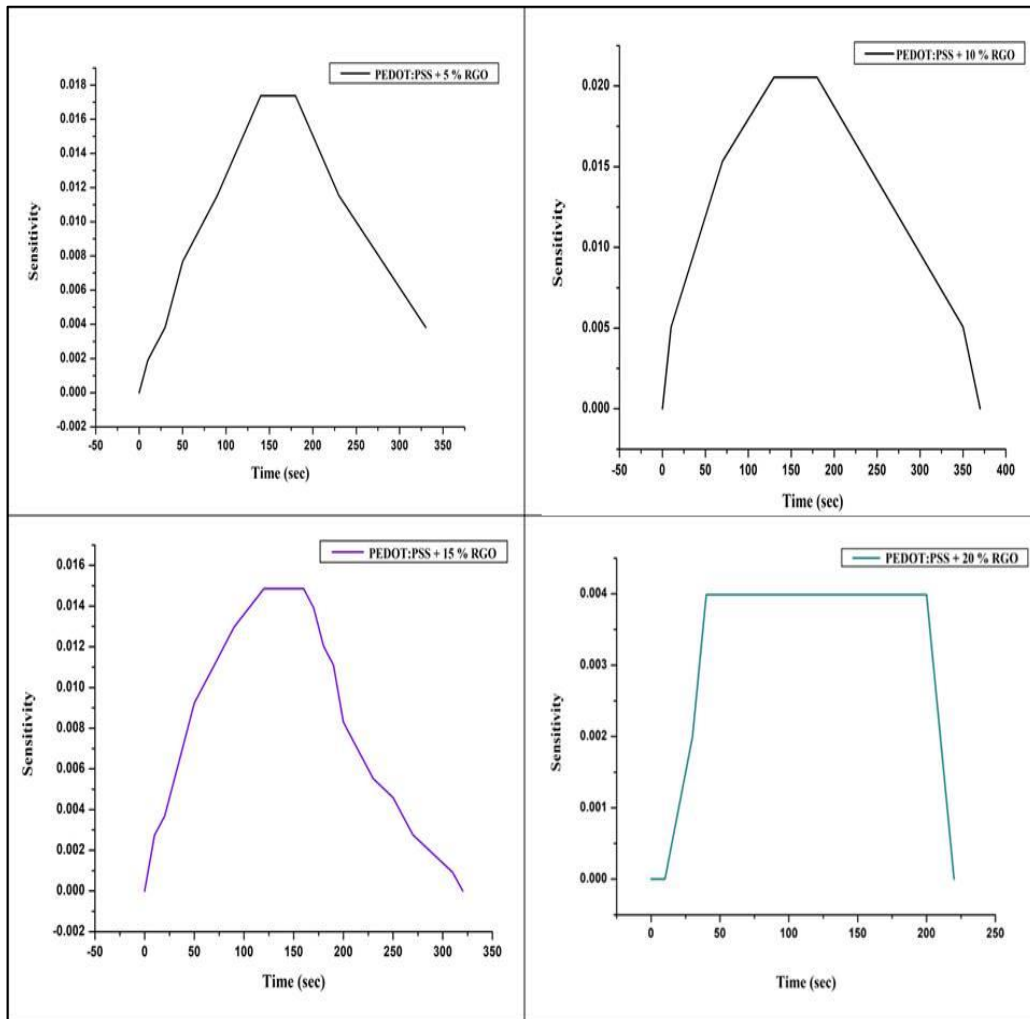 PEDOT:PSS + 5 % RGO
0.018
0.016
0.014
0.012
0.010
0.008
0.006
0.004
0.002
0.000
-0.002
Sensitivity
-50 0 50 100 150 200 250 300 350
Time (sec)
PEDOT:PSS + 10 % RGO
0.020
0.015
0.010
0.005
0.000
Sensitivity
-50 0 50 100 150 200 250 300 350 400
Time (sec)
PEDOT:PSS + 15 % RGO
0.016
0.014
0.012
0.010
0.008
0.006
0.004
0.002
0.000
-0.002
Sensitivity
-50 0 50 100 150 200 250 300 350
Time (sec)
PEDOT:PSS + 20 % RGO
0.004
0.003
0.002
0.001
0.000
Sensitivity
0 50 100 150 200 250
Time (sec)